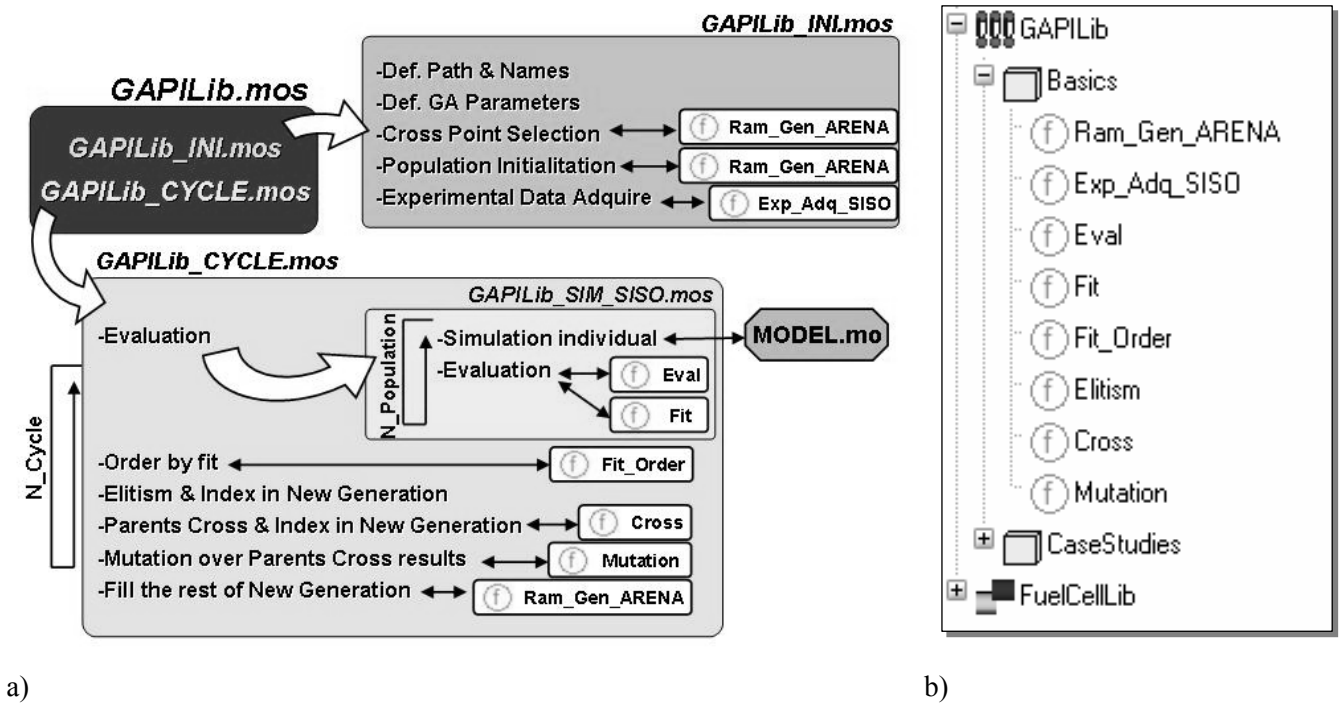 GAPILib_INI.mos
-Def. Path & Names
-Def. GA Parameters
-Cross Point Selection
f Ram_Gen_ARENA
-Population Initialitation
f Ram_Gen_ARENA
-Experimental Data Adquire
f Exp_Adq_SISO
GAPILib.mos
GAPILib_INI.mos
GAPILib_CYCLE.mos
GAPILib_CYCLE.mos
-Evaluation
GAPILib_SIM_SISO.mos
N_Population
-Simulation individual
MODEL.mo
-Evaluation
f Eval
f Fit
N_Cycle
-Order by fit
f Fit_Order
-Elitism & Index in New Generation
-Parents Cross & Index in New Generation
f Cross
-Mutation over Parents Cross results
f Mutation
-Fill the rest of New Generation
f Ram_Gen_ARENA
a)
GAPILib
Basics
f Ram_Gen_ARENA
f Exp_Adq_SISO
f Eval
f Fit
f Fit_Order
f Elitism
f Cross
f Mutation
CaseStudies
FuelCellLib
b)